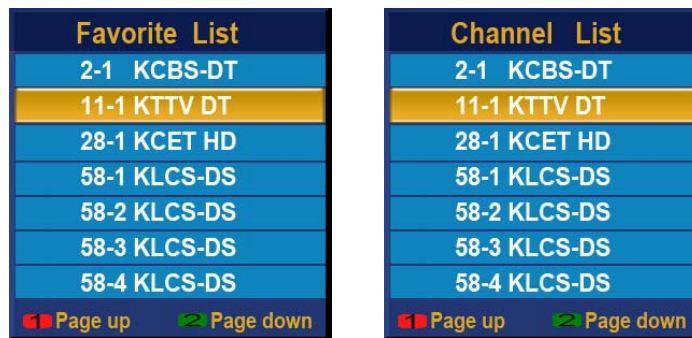 Favorite List
2-1 KCBS-DT
11-1 KTTV DT
28-1 KCET HD
58-1 KLCS-DS
58-2 KLCS-DS
58-3 KLCS-DS
58-4 KLCS-DS
1 Page up 2 Page down
Channel List
2-1 KCBS-DT
11-1 KTTV DT
28-1 KCET HD
58-1 KLCS-DS
58-2 KLCS-DS
58-3 KLCS-DS
58-4 KLCS-DS
1 Page up 2 Page down